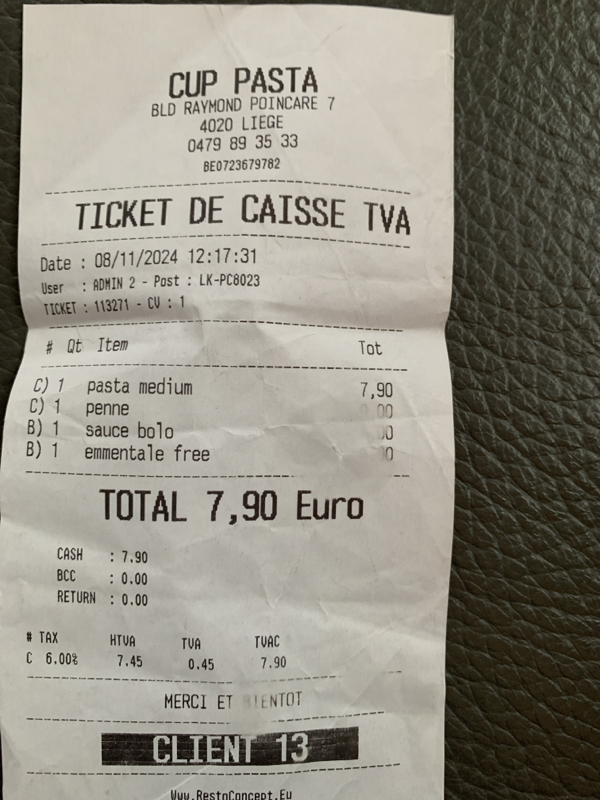 CUP PASTA
BLD RAYMOND POINCARE 7
4020 LIEGE
0479 89 35 33
BE0723679782
TICKET DE CAISSE TVA
Date : 08/11/2024 12:17:31
User : ADMIN 2 - Post : LK-PC8023
TICKET : 113271 - CV : 1
# Qt Item Tot
C) 1 pasta medium 7,90
C) 1 penne
B) 1 sauce bolo
B) 1 emmentale free
TOTAL 7,90 Euro
CASH : 7.90
BCC : 0.00
RETURN : 0.00
# TAX HTVA TVA TVAC
C 6.00% 7.45 0.45 7.90
MERCI ET BIENTOT
CLIENT 13
Www.RestoConcept.Eu